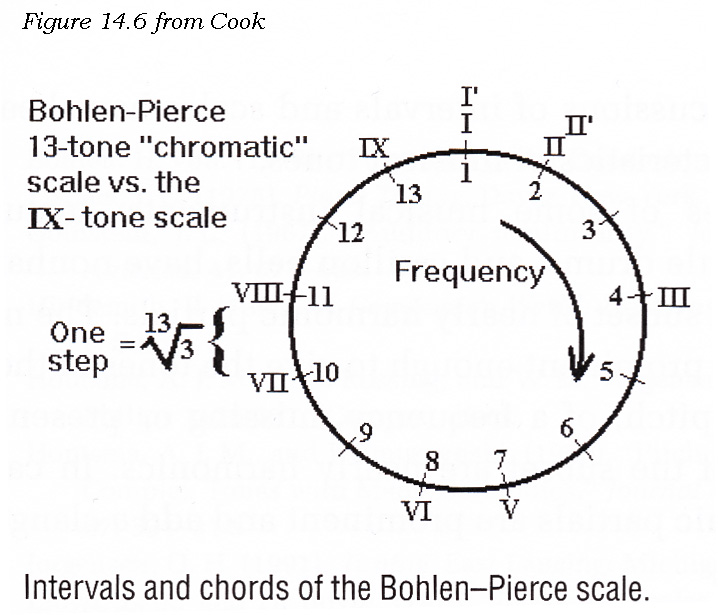 Figure 14.6 from Cook
Bohlen-Pierce
13-tone "chromatic"
scale vs. the
IX-tone scale
One
step = 13√3 {
I'
I
1
II'
II
2
3
4 III
5
6
7
V
8
VI
9
VII 10
VIII 11
12
IX
13
Frequency
Intervals and chords of the Bohlen–Pierce scale.